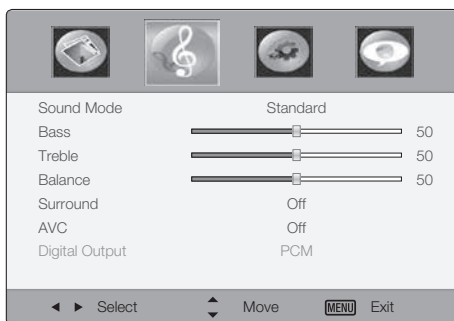 Sound Mode Standard
Bass 50
Treble 50
Balance 50
Surround Off
AVC Off
Digital Output PCM
Select Move MENU Exit